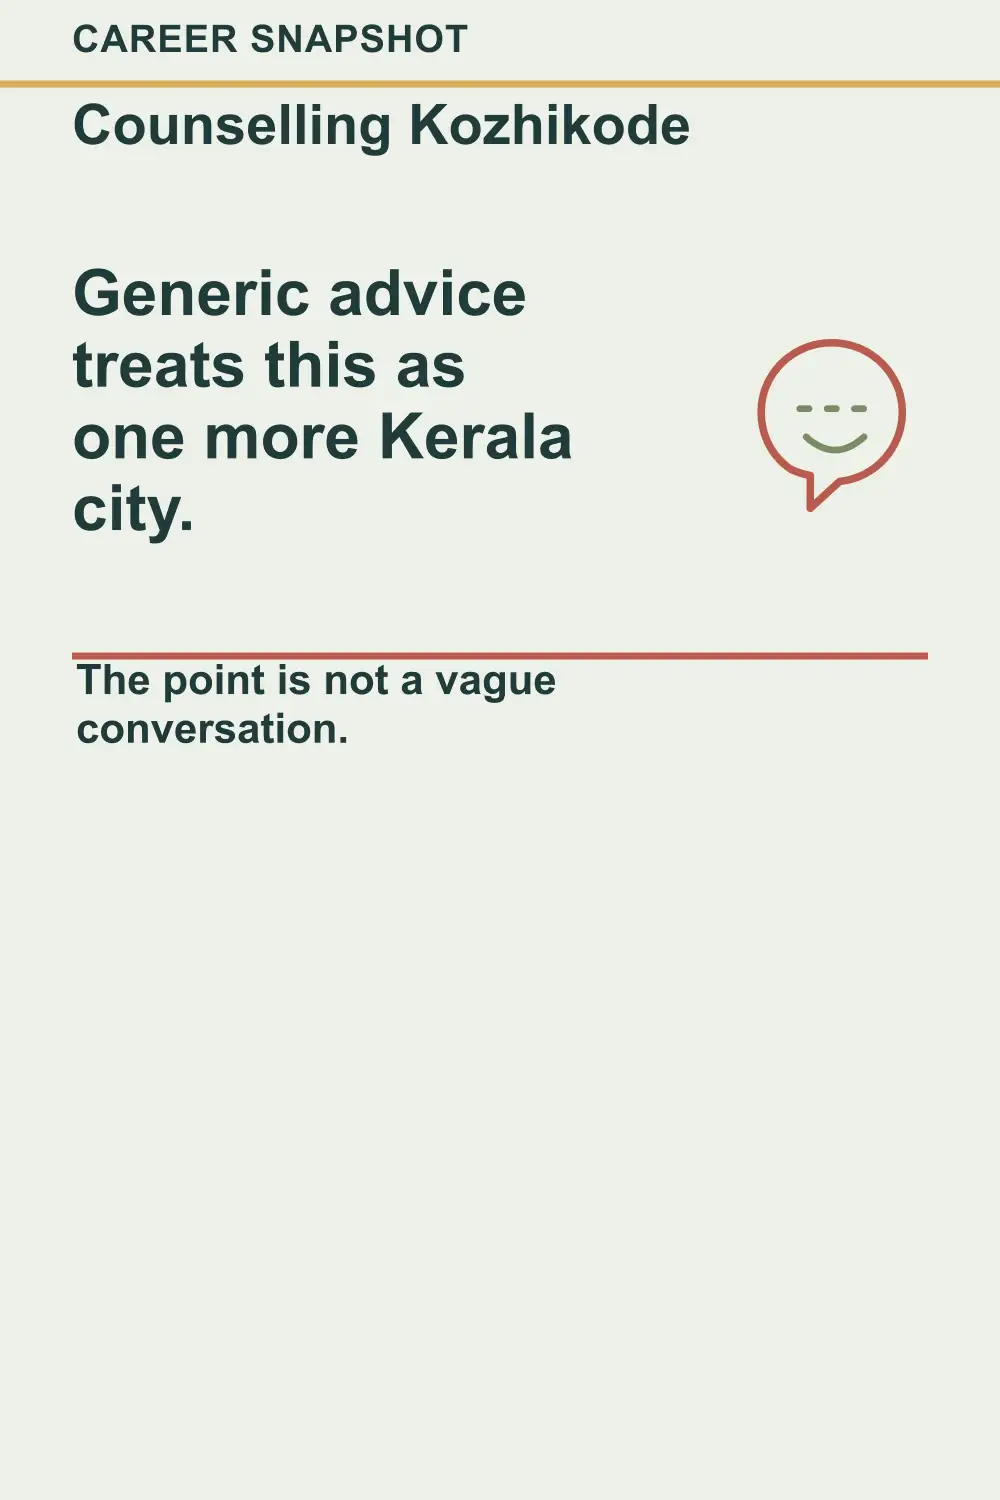 CAREER SNAPSHOT
Counselling Kozhikode
Generic advice
treats this as
one more Kerala
city.
The point is not a vague
conversation.